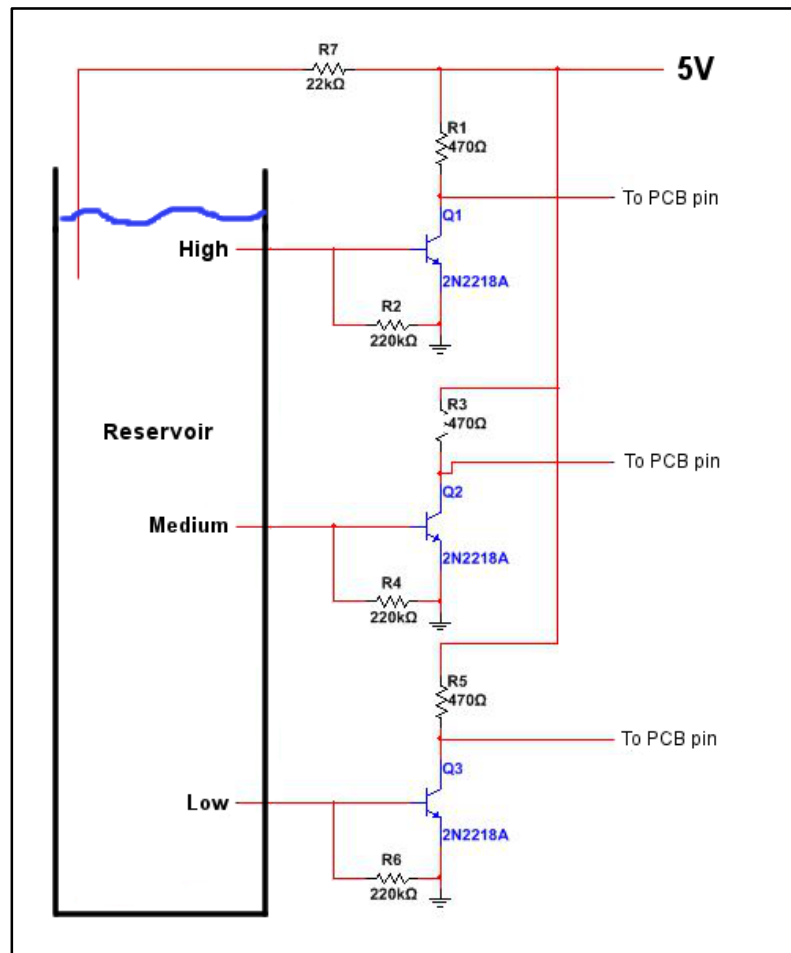 R7
22kΩ
5V
R1
470Ω
To PCB pin
Q1
High
2N2218A
R2
220kΩ
R3
470Ω
Reservoir
To PCB pin
Q2
Medium
2N2218A
R4
220kΩ
R5
470Ω
To PCB pin
Q3
Low
2N2218A
R6
220kΩ